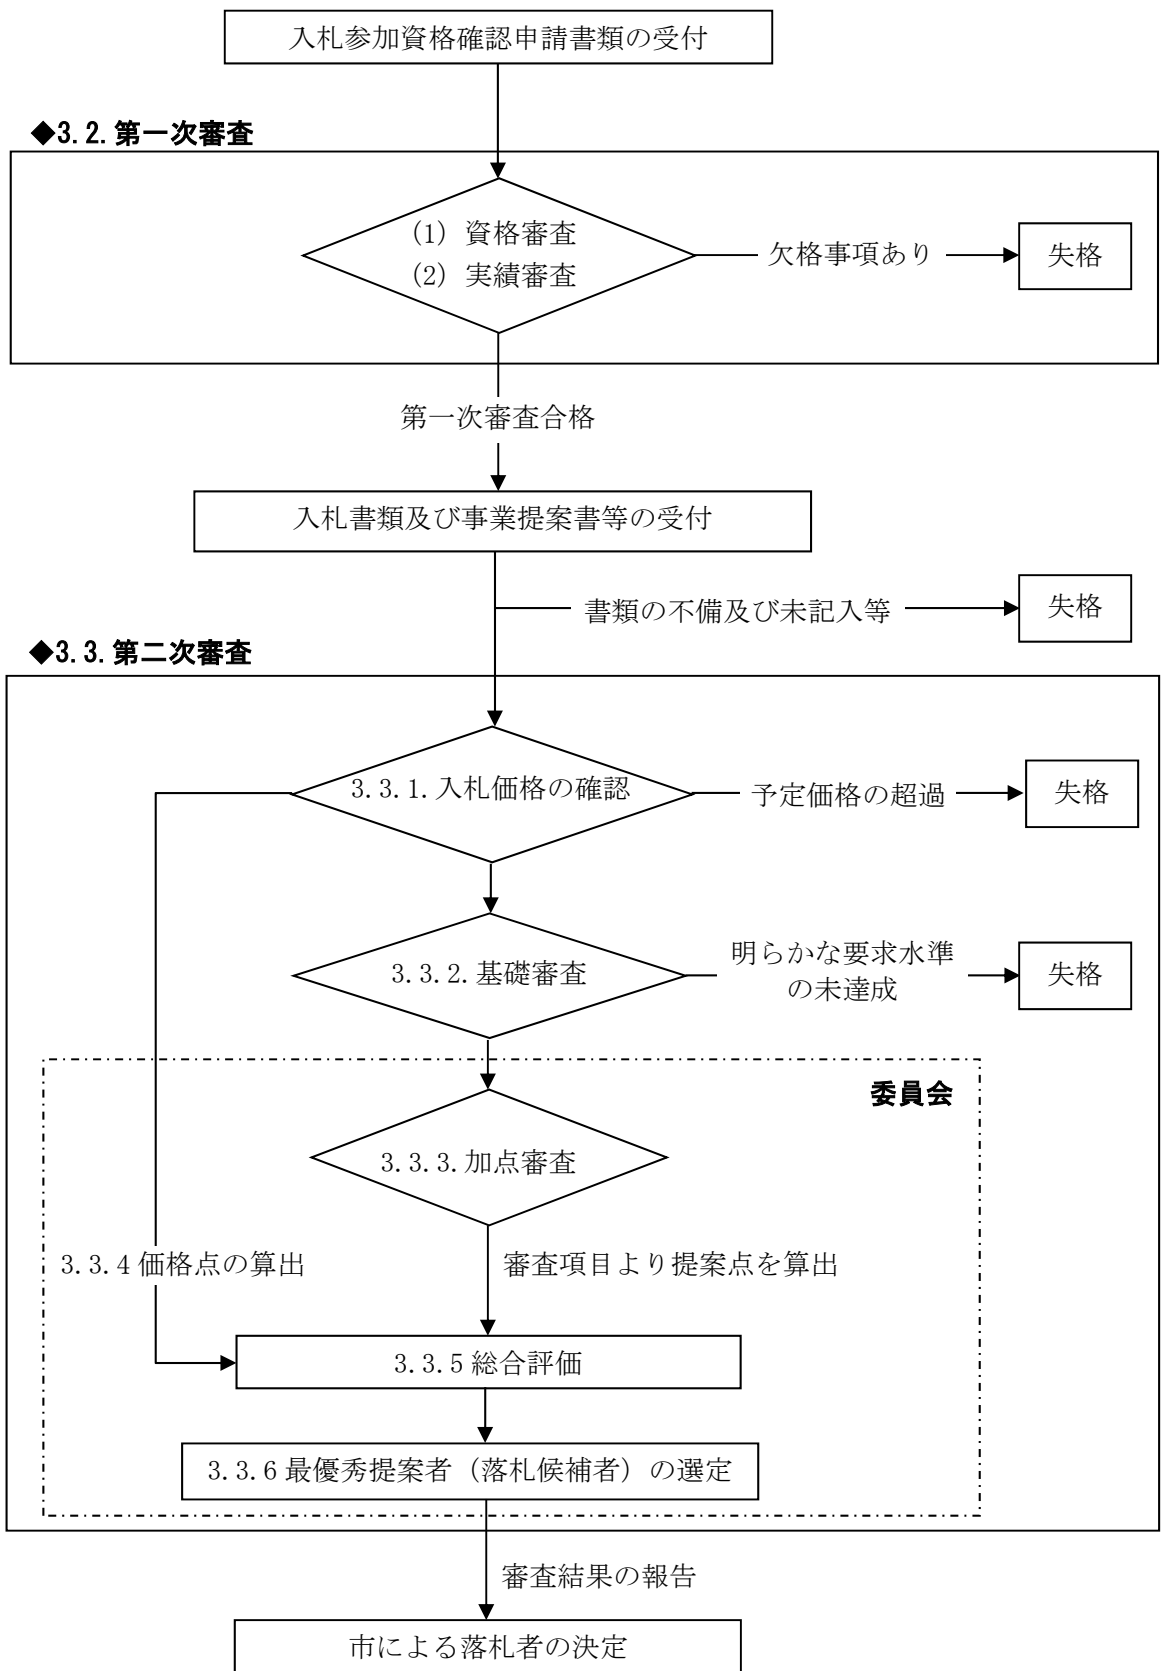 入札参加資格確認申請書類の受付
◆3.2.第一次審査
(1) 資格審査
(2) 実績審査
欠格事項あり
失格
第一次審査合格
入札書類及び事業提案書等の受付
書類の不備及び未記入等
失格
◆3.3.第二次審査
3.3.1.入札価格の確認
予定価格の超過
失格
3.3.2.基礎審査
明らかな要求水準
の未達成
失格
委員会
3.3.3.加点審査
3.3.4価格点の算出
審査項目より提案点を算出
3.3.5総合評価
3.3.6最優秀提案者（落札候補者）の選定
審査結果の報告
市による落札者の決定